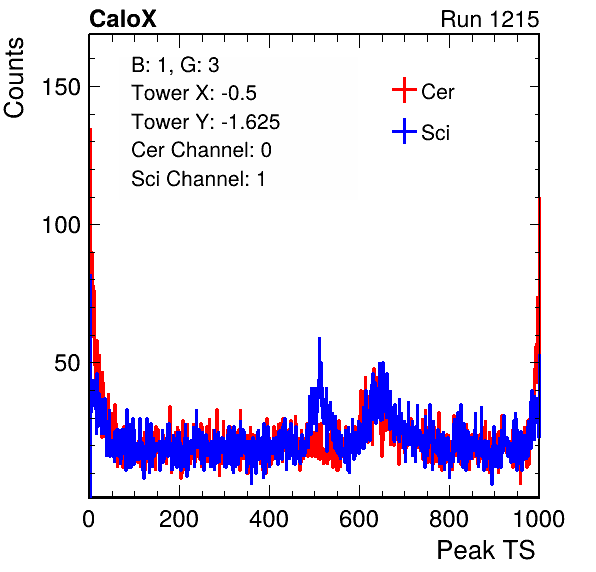 CaloX
Run 1215
Counts
B: 1, G: 3
Tower X: -0.5
Tower Y: -1.625
Cer Channel: 0
Sci Channel: 1
Cer
Sci
150
100
50
0
200
400
600
800
1000
Peak TS